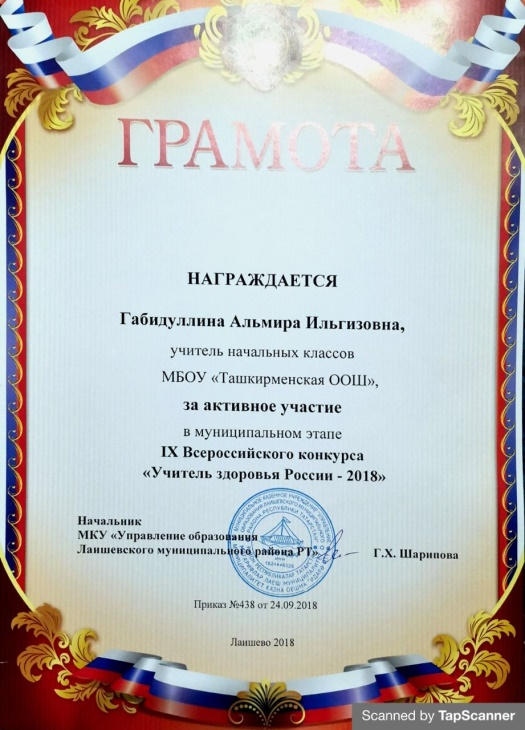 ГРАМОТА
НАГРАЖДАЕТСЯ
Габидуллина Альмира Ильгизовна,
учитель начальных классов
МБОУ «Ташкирменская ООШ»,
за активное участие
в муниципальном этапе
IX Всероссийского конкурса
«Учитель здоровья России - 2018»
Начальник
МКУ «Управление образования
Лаишевского муниципального района РТ»
Г.Х. Шарипова
Приказ №438 от 24.09.2018
Лаишево 2018
Scanned by TapScanner